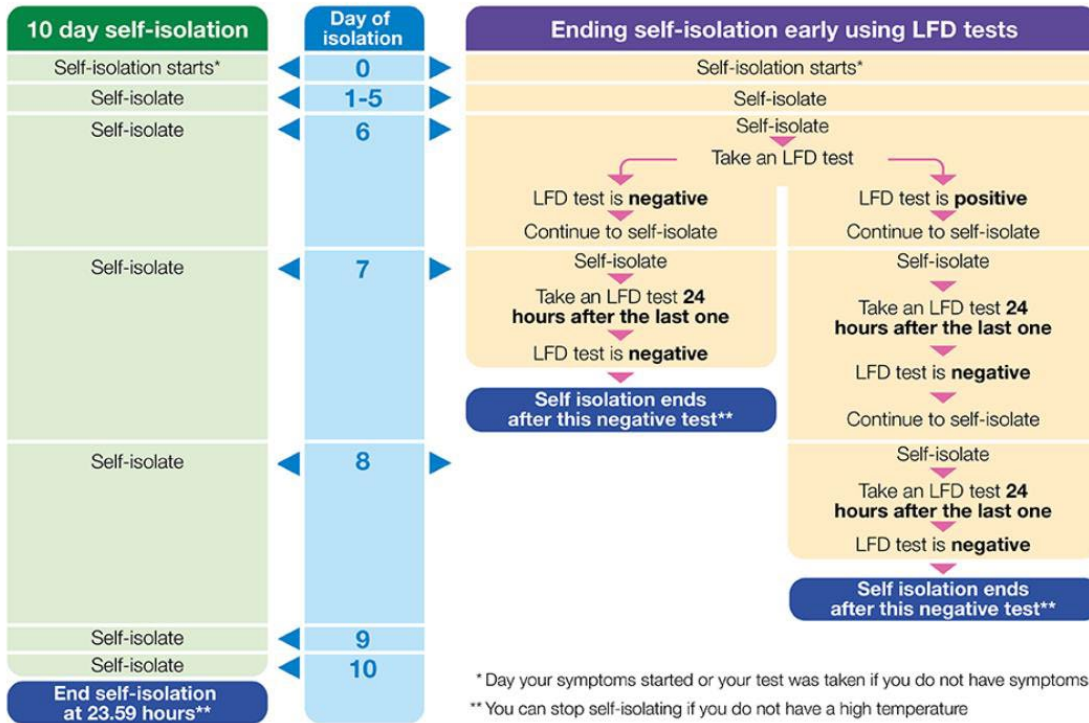 10 day self-isolation
Day of
isolation
Ending self-isolation early using LFD tests
Self-isolation starts*
0
Self-isolation starts*
Self-isolate
1-5
Self-isolate
Self-isolate
6
Self-isolate
Take an LFD test
LFD test is negative
Continue to self-isolate
LFD test is positive
Continue to self-isolate
Self-isolate
7
Self-isolate
Take an LFD test 24
hours after the last one
LFD test is negative
Self isolation ends
after this negative test**
Self-isolate
Take an LFD test 24
hours after the last one
LFD test is negative
Continue to self-isolate
Self-isolate
8
Self-isolate
Take an LFD test 24
hours after the last one
LFD test is negative
Self isolation ends
after this negative test**
Self-isolate
9
Self-isolate
10
End self-isolation
at 23.59 hours**
* Day your symptoms started or your test was taken if you do not have symptoms
** You can stop self-isolating if you do not have a high temperature